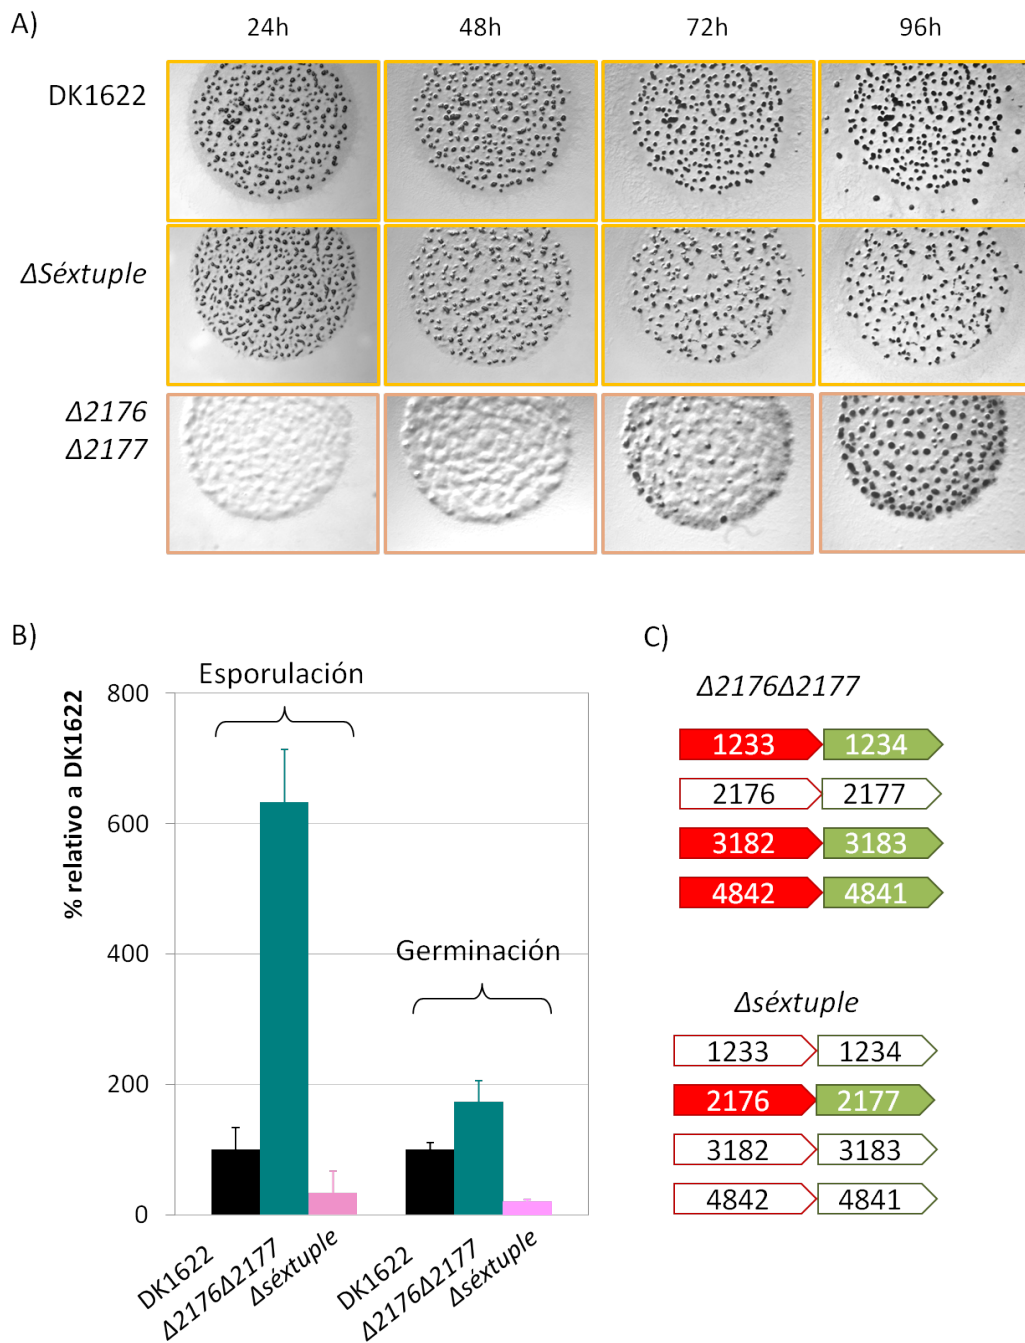 A)
24h 48h 72h 96h
DK1622
ΔSéxtuple
Δ2176
Δ2177
B)
% relativo a DK1622
800
600
400
200
0
Esporulación
Germinación
DK1622
Δ2176Δ2177
Δséxtuple
DK1622
Δ2176Δ2177
Δséxtuple
C)
Δ2176Δ2177
1233 1234
2176 2177
3182 3183
4842 4841
Δséxtuple
1233 1234
2176 2177
3182 3183
4842 4841